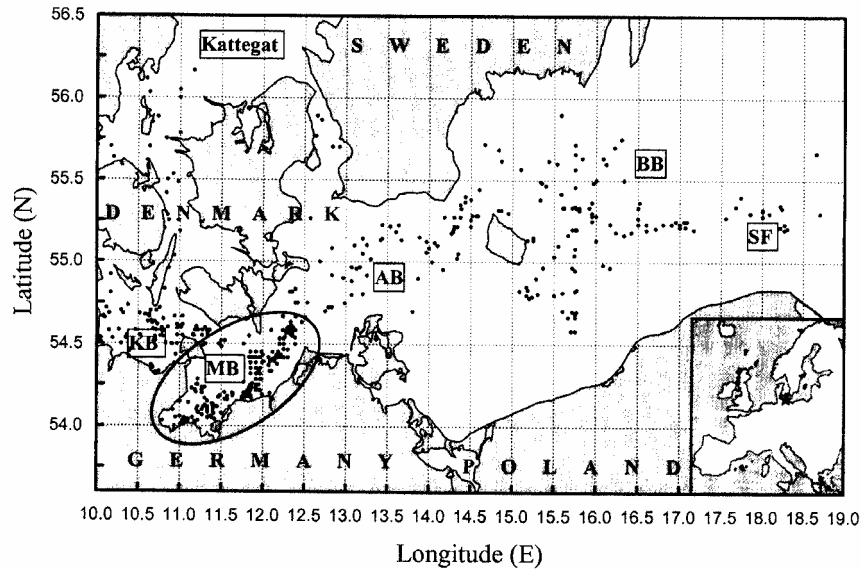 56.5
Kattegat
S W E D E N
56.0
BB
55.5
D E N M A R K
SF
55.0
AB
54.5
KB
MB
54.0
G E R M A N Y P O L A N D
Latitude (N)
10.0 10.5 11.0 11.5 12.0 12.5 13.0 13.5 14.0 14.5 15.0 15.5 16.0 16.5 17.0 17.5 18.0 18.5 19.0
Longitude (E)